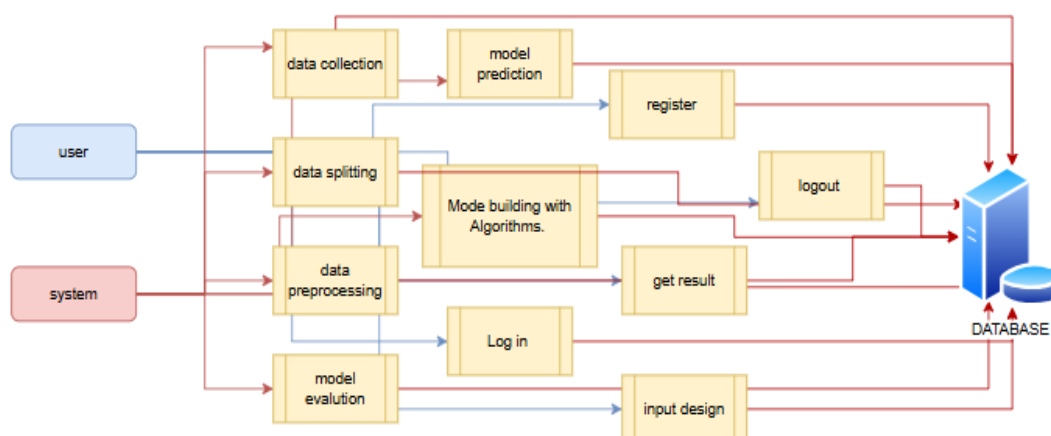 data collection
model
prediction
register
user
data splitting
logout
Mode building with
Algorithms.
system
data
preprocessing
get result
DATABASE
Log in
model
evalution
input design